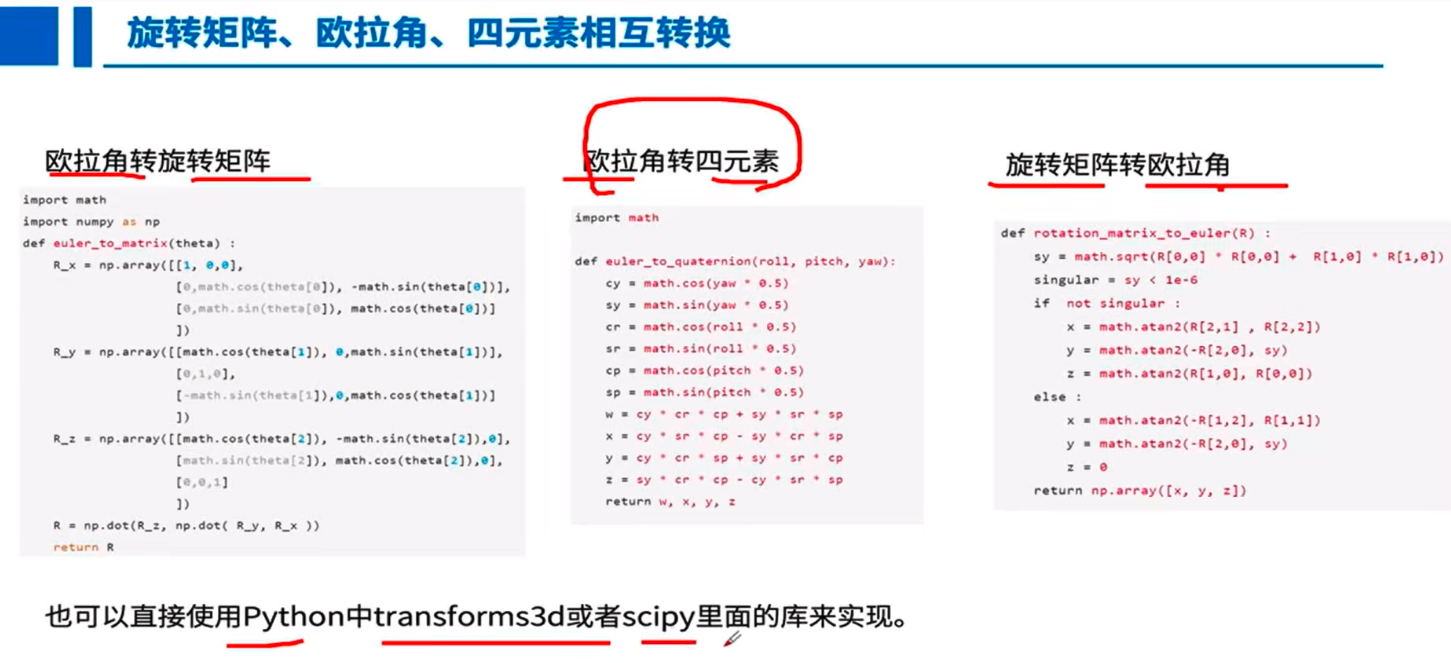 旋转矩阵、欧拉角、四元素相互转换
欧拉角转旋转矩阵
import math
import numpy as np
def euler_to_matrix(theta) :
R_x = np.array([[1, 0,0],
[0,math.cos(theta[0]), -math.sin(theta[0])],
[0,math.sin(theta[0]), math.cos(theta[0])]
])
R_y = np.array([[math.cos(theta[1]), 0,math.sin(theta[1])],
[0,1,0],
[-math.sin(theta[1]),0,math.cos(theta[1])]
])
R_z = np.array([[math.cos(theta[2]), -math.sin(theta[2]),0],
[math.sin(theta[2]), math.cos(theta[2]),0],
[0,0,1]
])
R = np.dot(R_z, np.dot( R_y, R_x ))
return R
欧拉角转四元素
import math
def euler_to_quaternion(roll, pitch, yaw):
cy = math.cos(yaw * 0.5)
sy = math.sin(yaw * 0.5)
cr = math.cos(roll * 0.5)
sr = math.sin(roll * 0.5)
cp = math.cos(pitch * 0.5)
sp = math.sin(pitch * 0.5)
w = cy * cr * cp + sy * sr * sp
x = cy * sr * cp - sy * cr * sp
y = cy * cr * sp + sy * sr * cp
z = sy * cr * cp - cy * sr * sp
return w, x, y, z
旋转矩阵转欧拉角
def rotation_matrix_to_euler(R) :
sy = math.sqrt(R[0,0] * R[0,0] + R[1,0] * R[1,0])
singular = sy < 1e-6
if not singular :
x = math.atan2(R[2,1] , R[2,2])
y = math.atan2(-R[2,0], sy)
z = math.atan2(R[1,0], R[0,0])
else :
x = math.atan2(-R[1,2], R[1,1])
y = math.atan2(-R[2,0], sy)
z = 0
return np.array([x, y, z])
也可以直接使用Python中transforms3d或者scipy里面的库来实现。